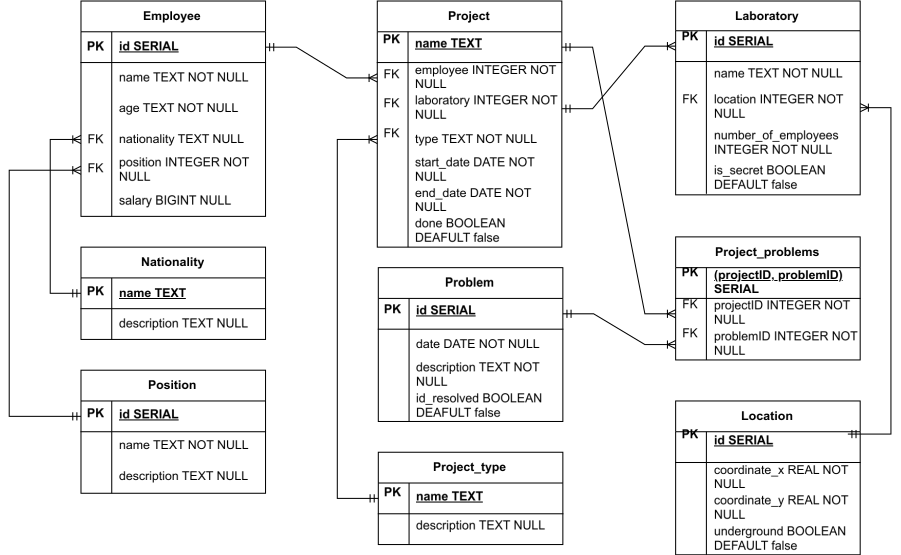 Employee
PK id SERIAL
name TEXT NOT NULL
age TEXT NOT NULL
FK nationality TEXT NULL
FK position INTEGER NOT
NULL
salary BIGINT NULL
Nationality
PK name TEXT
description TEXT NULL
Position
PK id SERIAL
name TEXT NOT NULL
description TEXT NULL
Project
PK name TEXT
FK employee INTEGER NOT
NULL
FK laboratory INTEGER NOT
NULL
FK type TEXT NOT NULL
start_date DATE NOT
NULL
end_date DATE NOT
NULL
done BOOLEAN
DEAFULT false
Problem
PK id SERIAL
date DATE NOT NULL
description TEXT NOT
NULL
id_resolved BOOLEAN
DEAFULT false
Project_type
PK name TEXT
description TEXT NULL
Laboratory
PK id SERIAL
name TEXT NOT NULL
FK location INTEGER NOT
NULL
number_of_employees
INTEGER NOT NULL
is_secret BOOLEAN
DEFAULT false
Project_problems
PK (projectID, problemID)
SERIAL
FK projectID INTEGER NOT
NULL
FK problemID INTEGER NOT
NULL
Location
PK id SERIAL
coordinate_x REAL NOT
NULL
coordinate_y REAL NOT
NULL
underground BOOLEAN
DEFAULT false